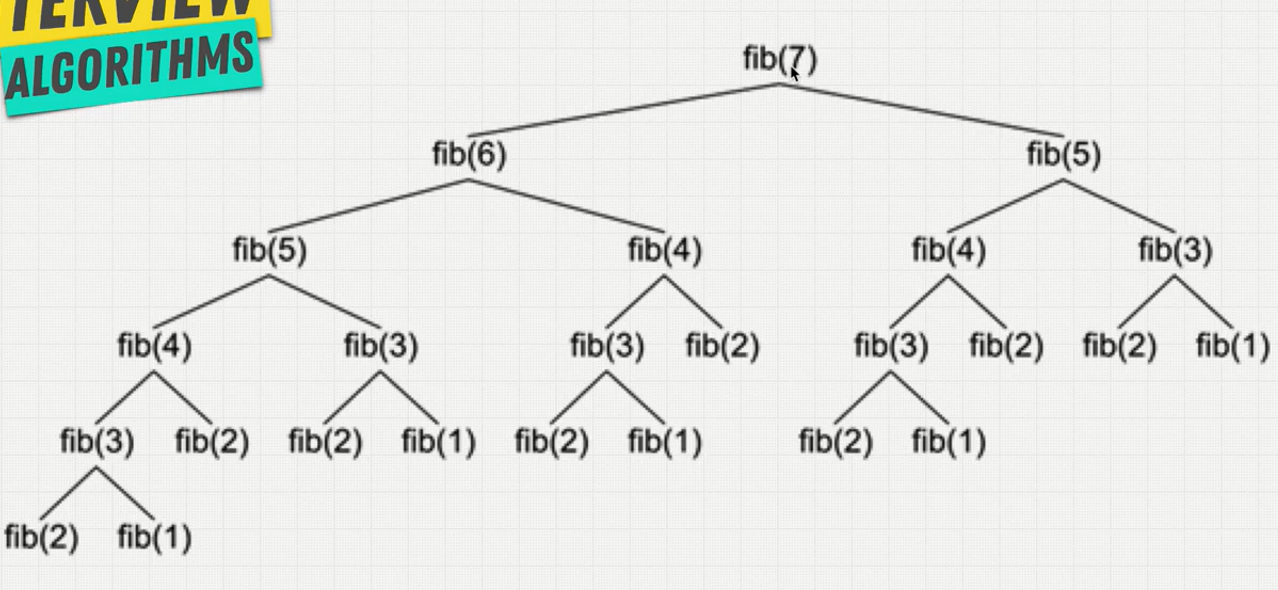 ALGORITHMS
fib(7)
fib(6) fib(5)
fib(5) fib(4) fib(4) fib(3)
fib(4) fib(3) fib(3) fib(2) fib(3) fib(2) fib(2) fib(1)
fib(3) fib(2) fib(2) fib(1) fib(2) fib(1) fib(2) fib(1)
fib(2) fib(1)